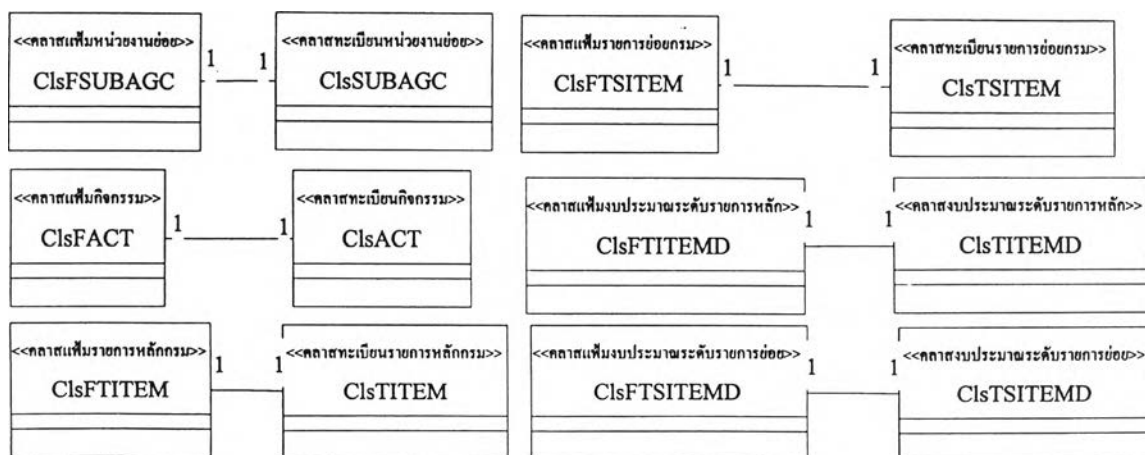 <<คลาสแฟ้มหน่วยงานย่อย>>
ClsFSUBAGC
1
1
<<คลาสทะเบียนหน่วยงานย่อย>>
ClsSUBAGC
<<คลาสแฟ้มรายการย่อยกรม>>
ClsFTSITEM
1
1
<<คลาสทะเบียนรายการย่อยกรม>>
ClsTSITEM
<<คลาสแฟ้มกิจกรรม>>
ClsFACT
1
1
<<คลาสทะเบียนกิจกรรม>>
ClsACT
<<คลาสแฟ้มงบประมาณระดับรายการหลัก>>
ClsFTITEMD
1
1
<<คลาสงบประมาณระดับรายการหลัก>>
ClsTITEMD
<<คลาสแฟ้มรายการหลักกรม>>
ClsFTITEM
1
1
<<คลาสทะเบียนรายการหลักกรม>>
ClsTITEM
<<คลาสแฟ้มงบประมาณระดับรายการย่อย>>
ClsFTSITEMD
1
1
<<คลาสงบประมาณระดับรายการย่อย>>
ClsTSITEMD